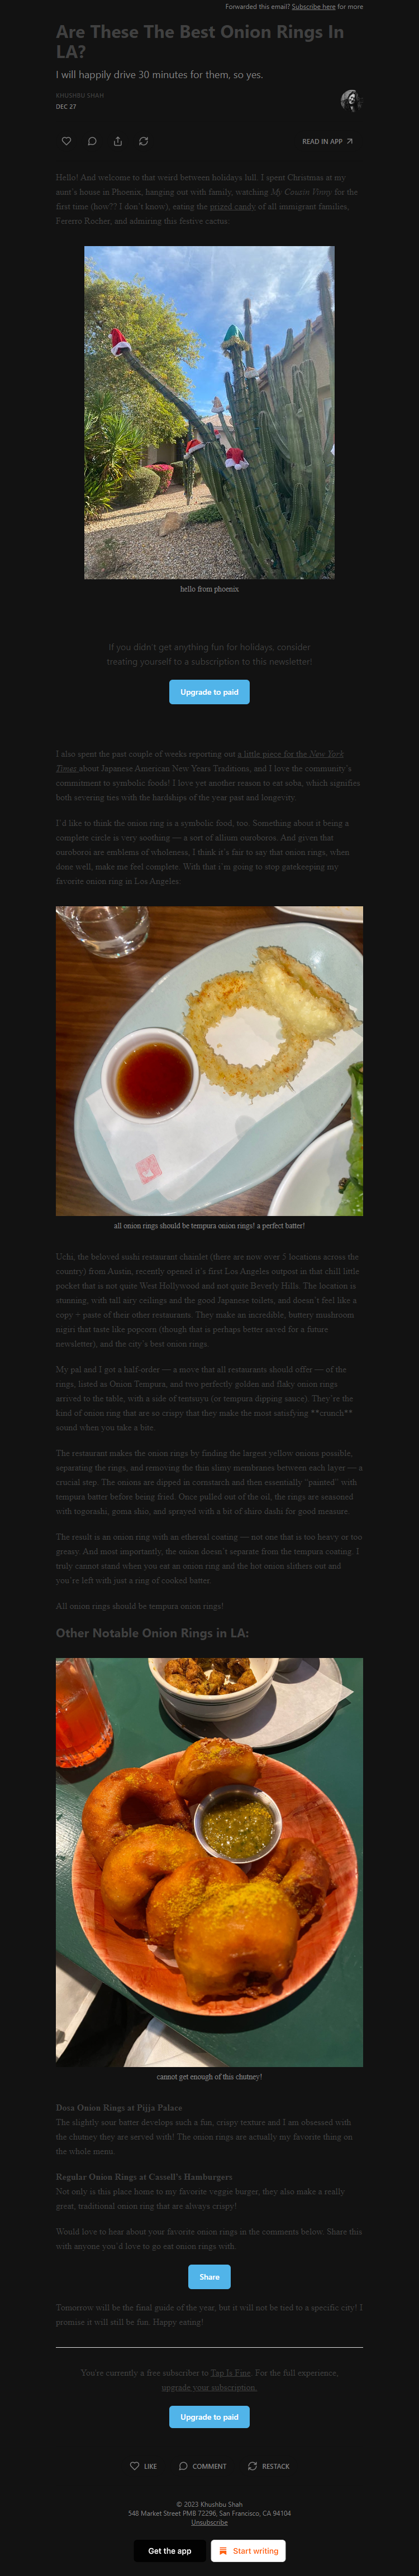 Forwarded this email? Subscribe here for more
Are These The Best Onion Rings In
LA?
I will happily drive 30 minutes for them, so yes.
KHUSHBU SHAH
DEC 27
READ IN APP
Hello! And welcome to that weird between holidays lull. I spent Christmas at my
aunt's house in Phoenix, hanging out with family, watching My Cousin Vinny for the
first time (how?? I don't know), eating the prized candy of all immigrant families,
Ferrero Rocher, and admiring this festive cactus:
hello from phoenix
If you didn't get anything fun for holidays, consider
treating yourself to a subscription to this newsletter!
Upgrade to paid
I also spent the past couple of weeks reporting out a little piece for the New York
Times about Japanese American New Years Traditions, and I love the community's
commitment to symbolic foods! I love yet another reason to eat soba, which signifies
both severing ties with the hardships of the year past and longevity.
I'd like to think the onion ring is a symbolic food, too. Something about it being a
complete circle is very soothing — a sort of allium ouroboros. And given that
ouroboroi are emblems of wholeness, I think it's fair to say that onion rings, when
done well, make me feel complete. With that i'm going to stop gatekeeping my
favorite onion ring in Los Angeles:
all onion rings should be tempura onion rings! a perfect batter!
Uchi, the beloved sushi restaurant chainlet (there are now over 5 locations across the
country) from Austin, recently opened it's first Los Angeles outpost in that chill little
pocket that is not quite West Hollywood and not quite Beverly Hills. The location is
stunning, with tall airy ceilings and the good Japanese toilets, and doesn't feel like a
copy + paste of their other restaurants. They make an incredible, buttery mushroom
nigiri that taste like popcorn (though that is perhaps better saved for a future
newsletter), and the city's best onion rings.
My pal and I got a half-order — a move that all restaurants should offer — of the
rings, listed as Onion Tempura, and two perfectly golden and flaky onion rings
arrived to the table, with a side of tentsuyu (or tempura dipping sauce). They're the
kind of onion ring that are so crispy that they make the most satisfying **crunch**
sound when you take a bite.
The restaurant makes the onion rings by finding the largest yellow onions possible,
separating the rings, and removing the thin slimy membranes between each layer — a
crucial step. The onions are dipped in cornstarch and then essentially "painted" with
tempura batter before being fried. Once pulled out of the oil, the rings are seasoned
with togarashi, goma shio, and sprayed with a bit of shiro dashi for good measure.
The result is an onion ring with an ethereal coating — not one that is too heavy or too
greasy. And most importantly, the onion doesn't separate from the tempura coating. I
truly cannot stand when you eat an onion ring and the hot onion slithers out and
you're left with just a ring of cooked batter.
All onion rings should be tempura onion rings!
Other Notable Onion Rings in LA:
cannot get enough of this chutney!
Dosa Onion Rings at Pijja Palace
The slightly sour batter develops such a fun, crispy texture and I am obsessed with
the chutney they are served with! The onion rings are actually my favorite thing on
the whole menu.
Regular Onion Rings at Cassell's Hamburgers
Not only is this place home to my favorite veggie burger, they also make a really
great, traditional onion ring that are always crispy!
Would love to hear about your favorite onion rings in the comments below. Share this
with anyone you'd love to go eat onion rings with.
Share
Tomorrow will be the final guide of the year, but it will not be tied to a specific city! I
promise it will still be fun. Happy eating!
You're currently a free subscriber to Tap Is Fine. For the full experience,
upgrade your subscription.
Upgrade to paid
LIKE COMMENT RESTACK
© 2023 Khushbu Shah
548 Market Street PMB 72296, San Francisco, CA 94104
Unsubscribe
Get the app Start writing